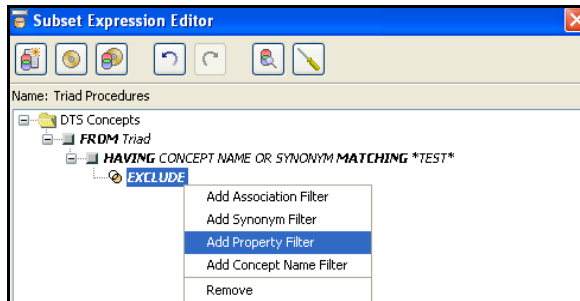 Subset Expression Editor
Name: Triad Procedures
DTS Concepts
FROM Triad
HAVING CONCEPT NAME OR SYNONYM MATCHING *TEST*
EXCLUDE
Add Association Filter
Add Synonym Filter
Add Property Filter
Add Concept Name Filter
Remove